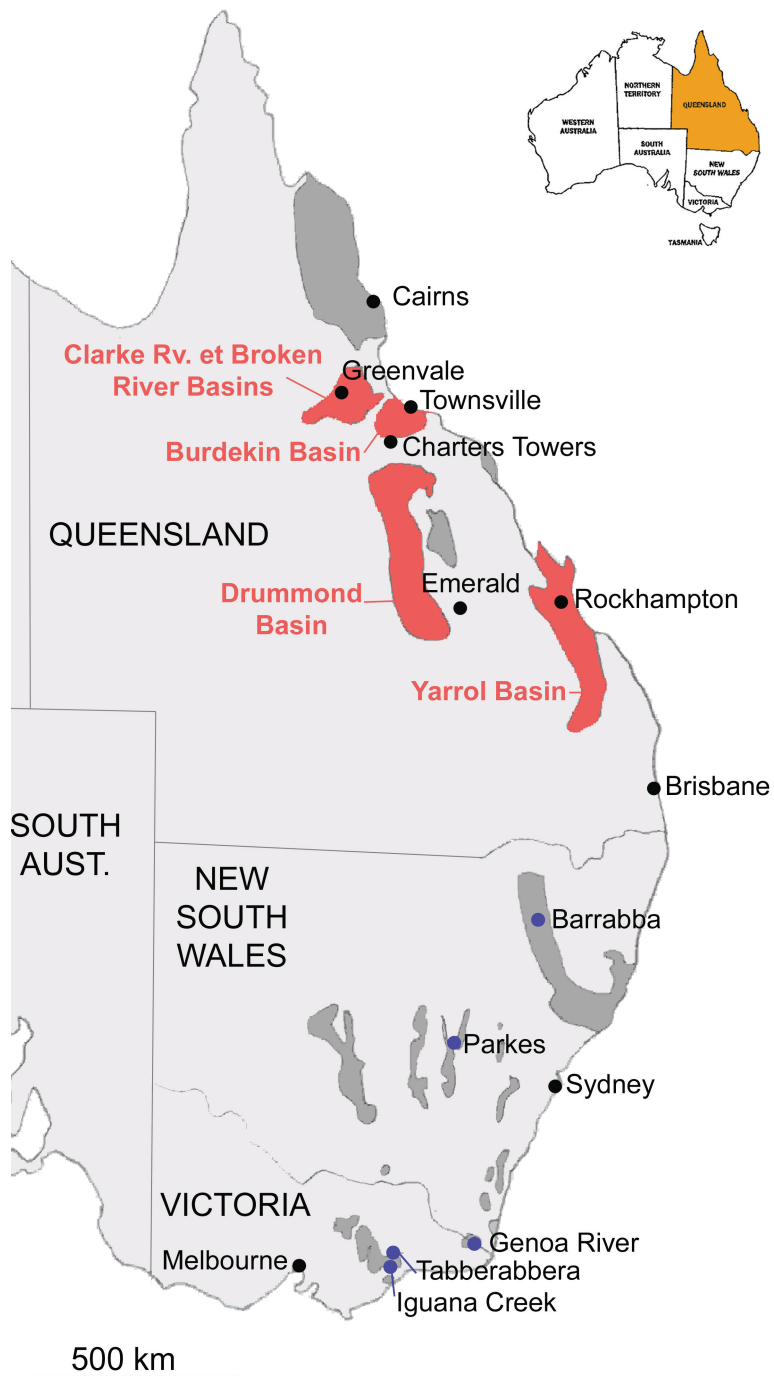 NORTHERN
TERRITORY
QUEENSLAND
WESTERN
AUSTRALIA
SOUTH
AUSTRALIA
NEW
SOUTH WALES
VICTORIA
TASMANIA
Cairns
Clarke Rv. et Broken
River Basins
Greenvale
Townsville
Burdekin Basin
Charters Towers
QUEENSLAND
Emerald
Drummond
Basin
Rockhampton
Yarrol Basin
Brisbane
SOUTH
AUST.
NEW
SOUTH
WALES
Barrabba
Parkes
Sydney
VICTORIA
Genoa River
Melbourne
Tabberabbera
Iguana Creek
500 km